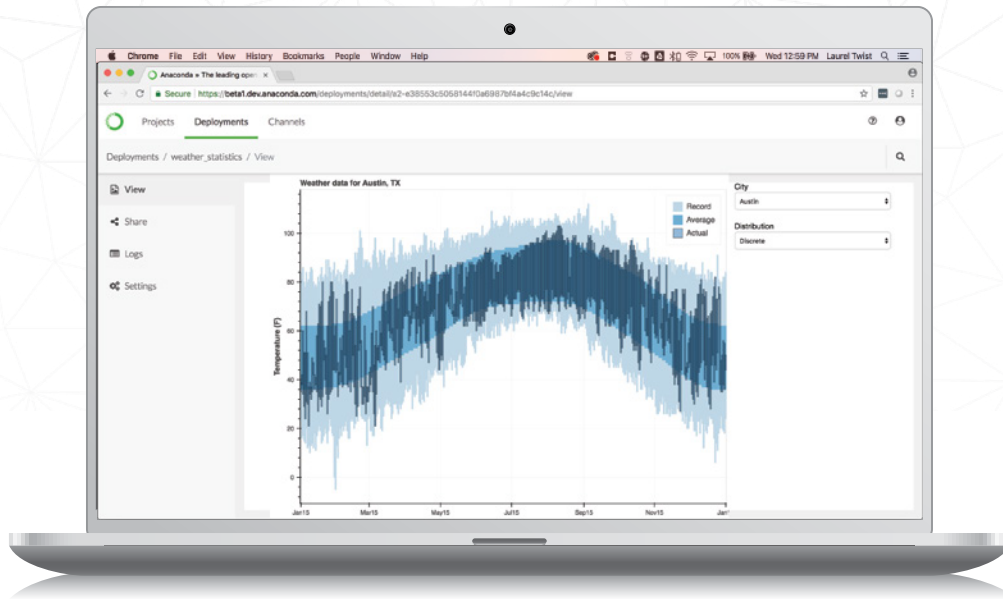 Chrome File Edit View History Bookmarks People Window Help 100% Wed 12:59 PM Laurel Twist
Anaconda » The leading open
Secure https://beta1.dev.anaconda.com/deployments/detail/s2-e38553c5058144f0a6987bf4a4c9c14c/view
Projects Deployments Channels
Deployments / weather_statistics / View
View
Share
Logs
Settings
Weather data for Austin, TX
Record
Average
Actual
Temperature (F)
100
80
60
40
20
0
Jan15 Mar15 May15 Jul15 Sep15 Nov15 Jan
City
Austin
Distribution
Discrete